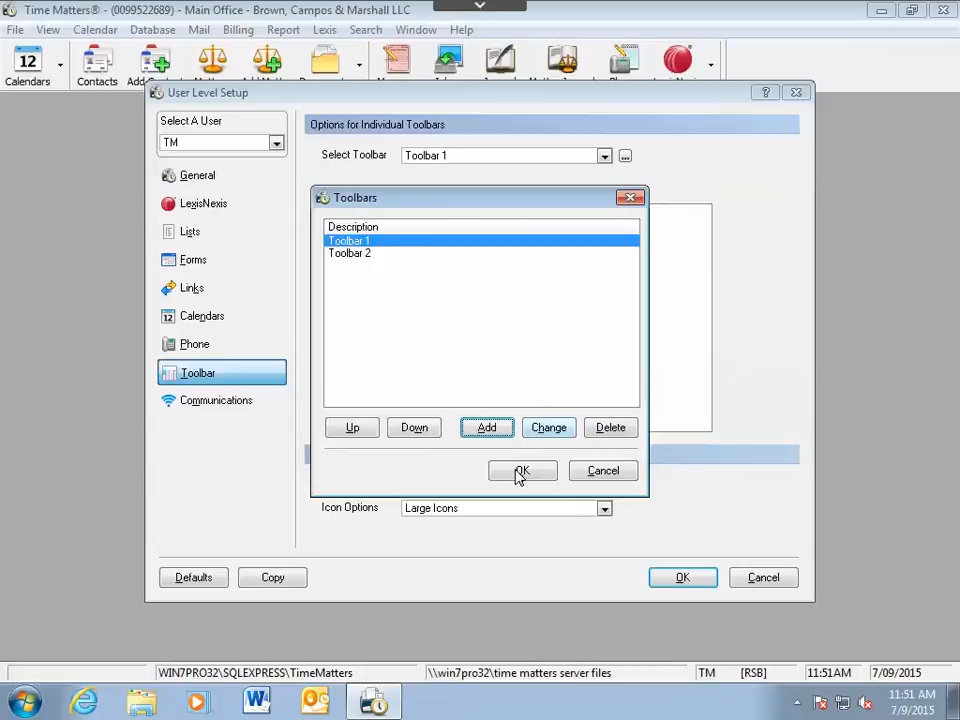 Time Matters® - (0099522689) - Main Office - Brown, Campos & Marshall LLC
File View Calendar Database Mail Billing Report Lexis Search Window Help
12
Calendars Contacts
User Level Setup
Select A User
TM
General
LexisNexis
Lists
Forms
Links
12 Calendars
Phone
Toolbar
Communications
Options for Individual Toolbars
Select Toolbar Toolbar 1 ...
Toolbars
Description
Toolbar 1
Toolbar 2
Up Down Add Change Delete
OK Cancel
Icon Options Large Icons
Defaults Copy OK Cancel
WIN7PRO32\SQLEXPRESS\TimeMatters \\win7pro32\time matters server files TM [RSB] 11:51AM 7/09/2015
11:51 AM
7/9/2015